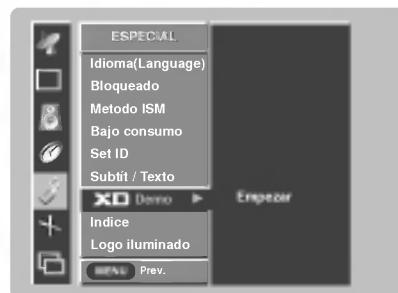 ESPECIAL
Idioma(Language)
Bloqueado
Metodo ISM
Bajo consumo
Set ID
Subtít / Texto
XD Demo Empezar
Indice
Logo iluminado
MENU Prev.